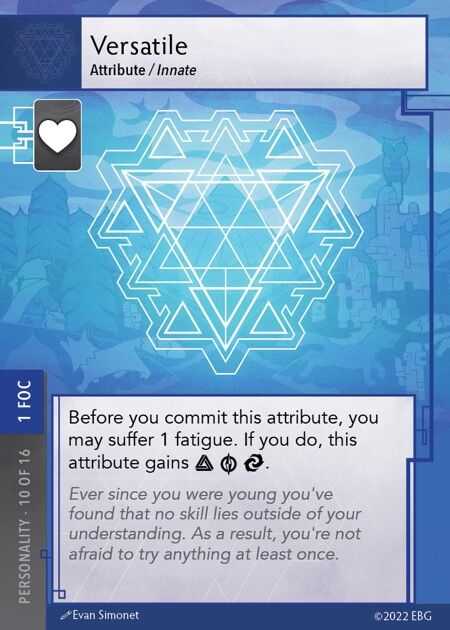 Versatile
Attribute / Innate
Before you commit this attribute, you
may suffer 1 fatigue. If you do, this
attribute gains .
Ever since you were young you've
found that no skill lies outside of your
understanding. As a result, you're not
afraid to try anything at least once.
1 FOC
PERSONALITY - 10 OF 16
Evan Simonet
©2022 EBG